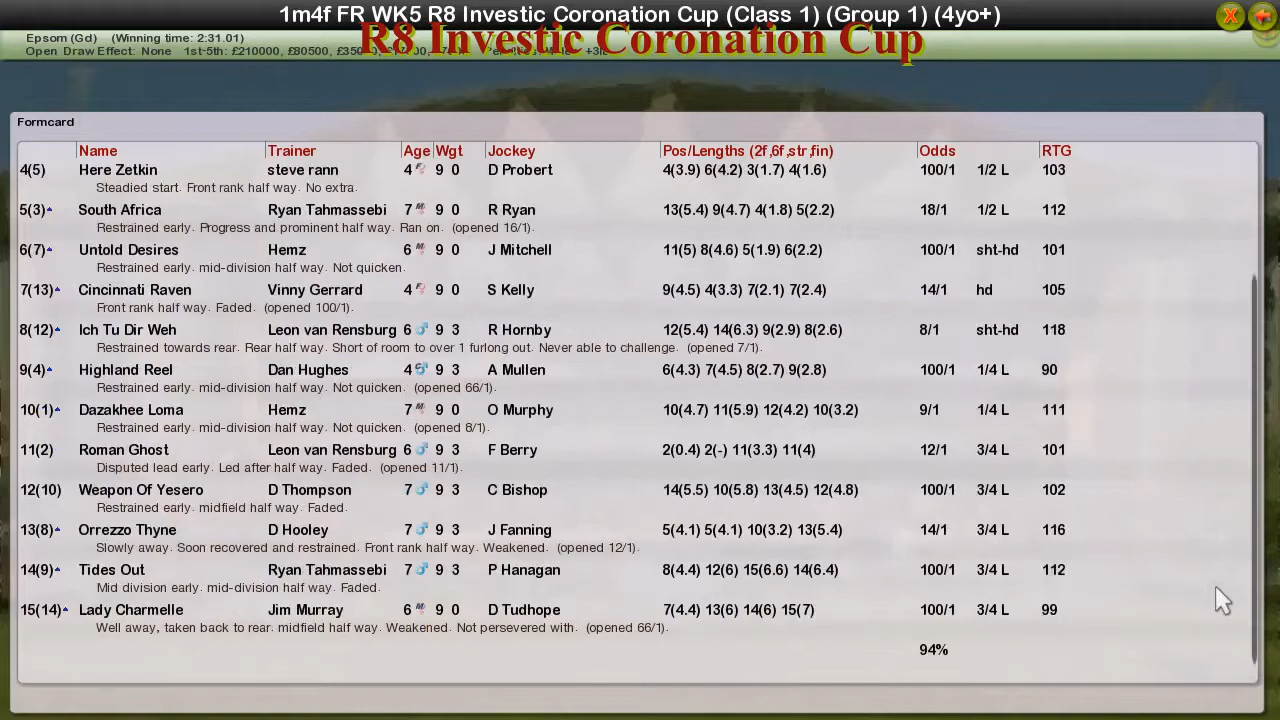 1m4f FR WK5 R8 Investic Coronation Cup (Class 1) (Group 1) (4yo+)
R8 Investic Coronation Cup
Epsom (Gd) (Winning time: 2:31.01)
Open Draw Effect: None 1st-5th: £210000, £80500,
Formcard
Name Trainer Age Wgt Jockey Pos/Lengths (2f,6f,str,fin) Odds RTG
4(5) Here Zetkin steve rann 4 9 0 D Probert 4(3.9) 6(4.2) 3(1.7) 4(1.6) 100/1 1/2 L 103
Steadied start. Front rank half way. No extra.
5(3) South Africa Ryan Tahmassebi 7 9 0 R Ryan 13(5.4) 9(4.7) 4(1.8) 5(2.2) 18/1 1/2 L 112
Restrained early. Progress and prominent half way. Ran on. (opened 16/1).
6(7) Untold Desires Hemz 6 9 0 J Mitchell 11(5) 8(4.6) 5(1.9) 6(2.2) 100/1 sht-hd 101
Restrained early. mid-division half way. Not quicken.
7(13) Cincinnati Raven Vinny Gerrard 4 9 0 S Kelly 9(4.5) 4(3.3) 7(2.1) 7(2.4) 14/1 hd 105
Front rank half way. Faded. (opened 100/1).
8(12) Ich Tu Dir Weh Leon van Rensburg 6 9 3 R Hornby 12(5.4) 14(6.3) 9(2.9) 8(2.6) 8/1 sht-hd 118
Restrained towards rear. Rear half way. Short of room to over 1 furlong out. Never able to challenge. (opened 7/1).
9(4) Highland Reel Dan Hughes 4 9 3 A Mullen 6(4.3) 7(4.5) 8(2.7) 9(2.8) 100/1 1/4 L 90
Restrained early. mid-division half way. Not quicken. (opened 66/1).
10(1) Dazakhee Loma Hemz 7 9 0 O Murphy 10(4.7) 11(5.9) 12(4.2) 10(3.2) 9/1 1/4 L 111
Restrained early. mid-division half way. Not quicken. (opened 8/1).
11(2) Roman Ghost Leon van Rensburg 6 9 3 F Berry 2(0.4) 2(-) 11(3.3) 11(4) 12/1 3/4 L 101
Disputed lead early. Led after half way. Faded. (opened 11/1).
12(10) Weapon Of Yesero D Thompson 7 9 3 C Bishop 14(5.5) 10(5.8) 13(4.5) 12(4.8) 100/1 3/4 L 102
Restrained early. midfield half way. Faded.
13(8) Orrezzo Thyne D Hooley 7 9 3 J Fanning 5(4.1) 5(4.1) 10(3.2) 13(5.4) 14/1 3/4 L 116
Slowly away. Soon recovered and restrained. Front rank half way. Weakened. (opened 12/1).
14(9) Tides Out Ryan Tahmassebi 7 9 3 P Hanagan 8(4.4) 12(6) 15(6.6) 14(6.4) 100/1 3/4 L 112
Mid division early. mid-division half way. Faded.
15(14) Lady Charmelle Jim Murray 6 9 0 D Tudhope 7(4.4) 13(6) 14(6) 15(7) 100/1 3/4 L 99
Well away, taken back to rear. midfield half way. Weakened. Not persevered with. (opened 66/1).
94%